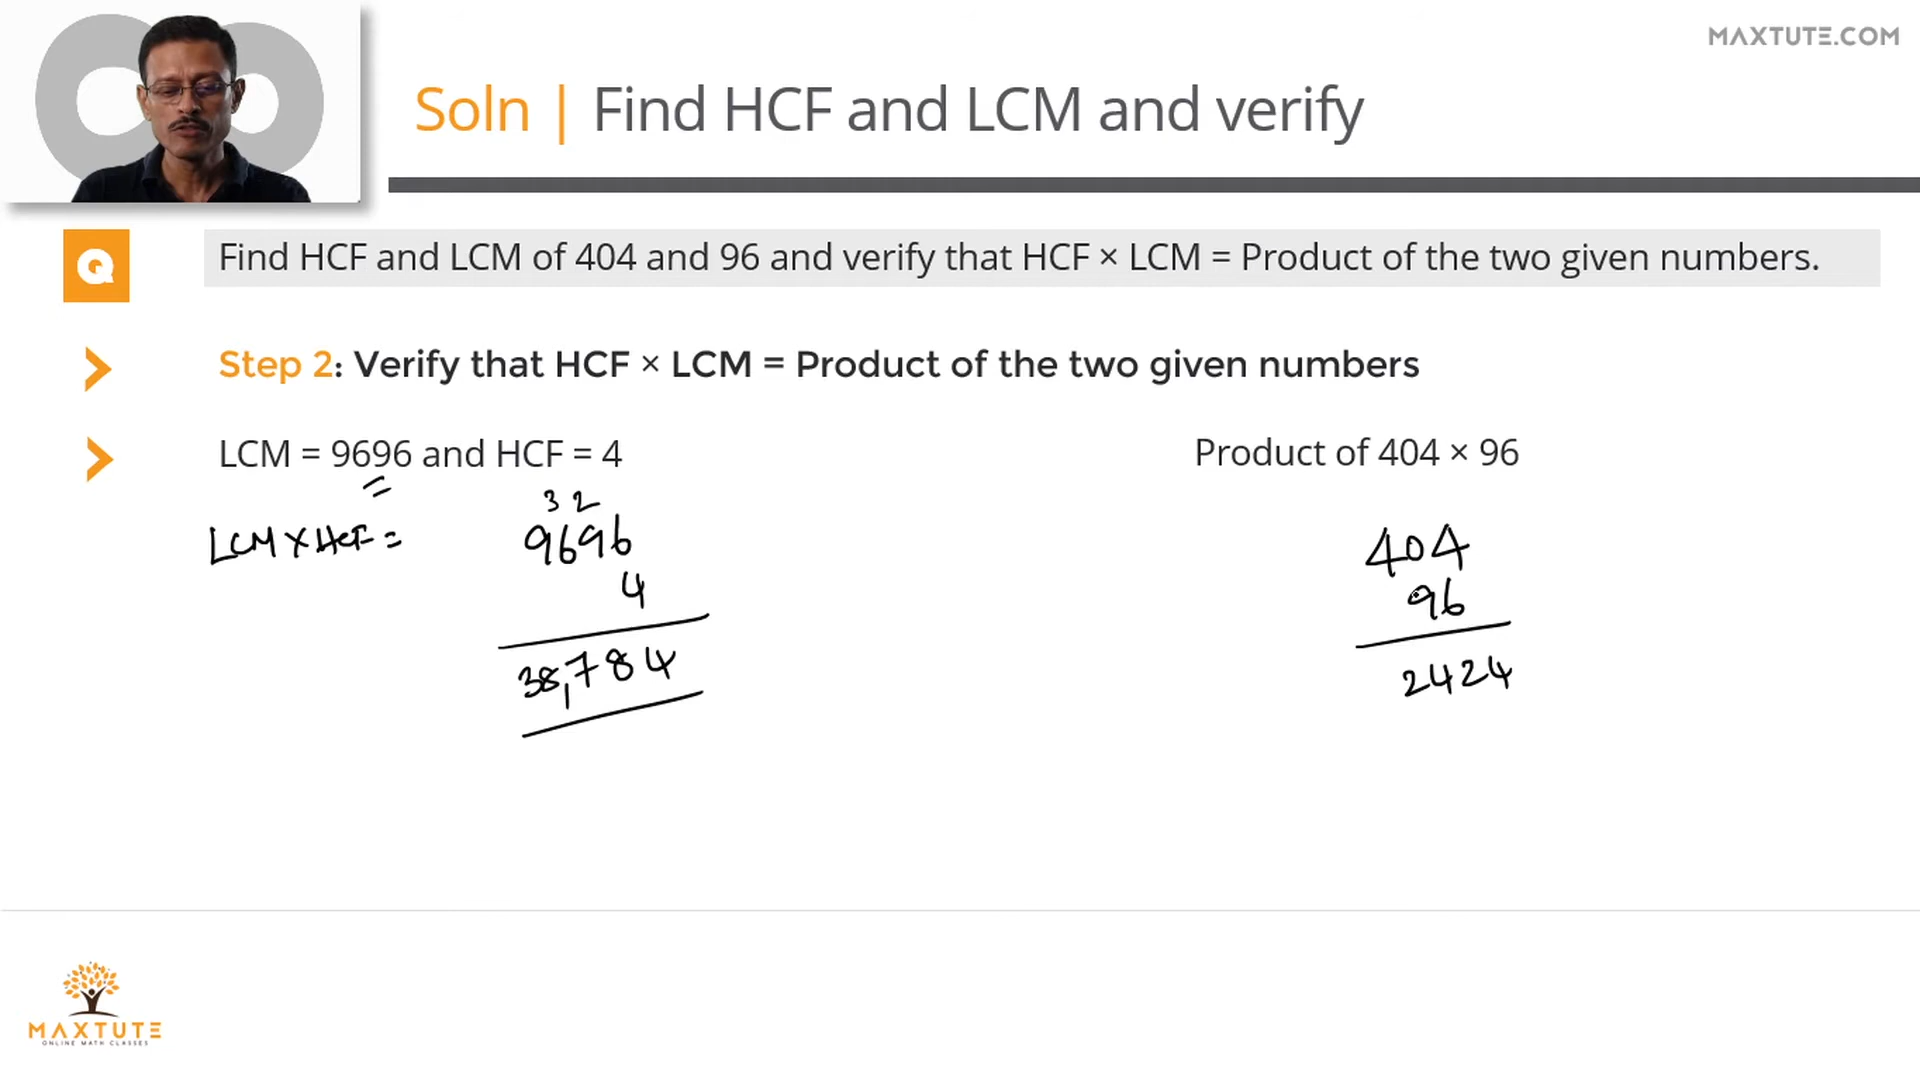 MAXTUTE.COM
Soln | Find HCF and LCM and verify
Q
Find HCF and LCM of 404 and 96 and verify that HCF × LCM = Product of the two given numbers.
Step 2: Verify that HCF × LCM = Product of the two given numbers
LCM = 9696 and HCF = 4
LCM X HCF =
3 2
9696
4
38,784
Product of 404 × 96
404
96
2424
MAXTUTE
ONLINE MATH CLASSES